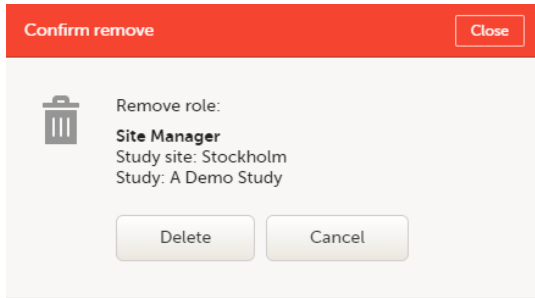 Confirm remove
Close
Remove role:
Site Manager
Study site: Stockholm
Study: A Demo Study
Delete
Cancel